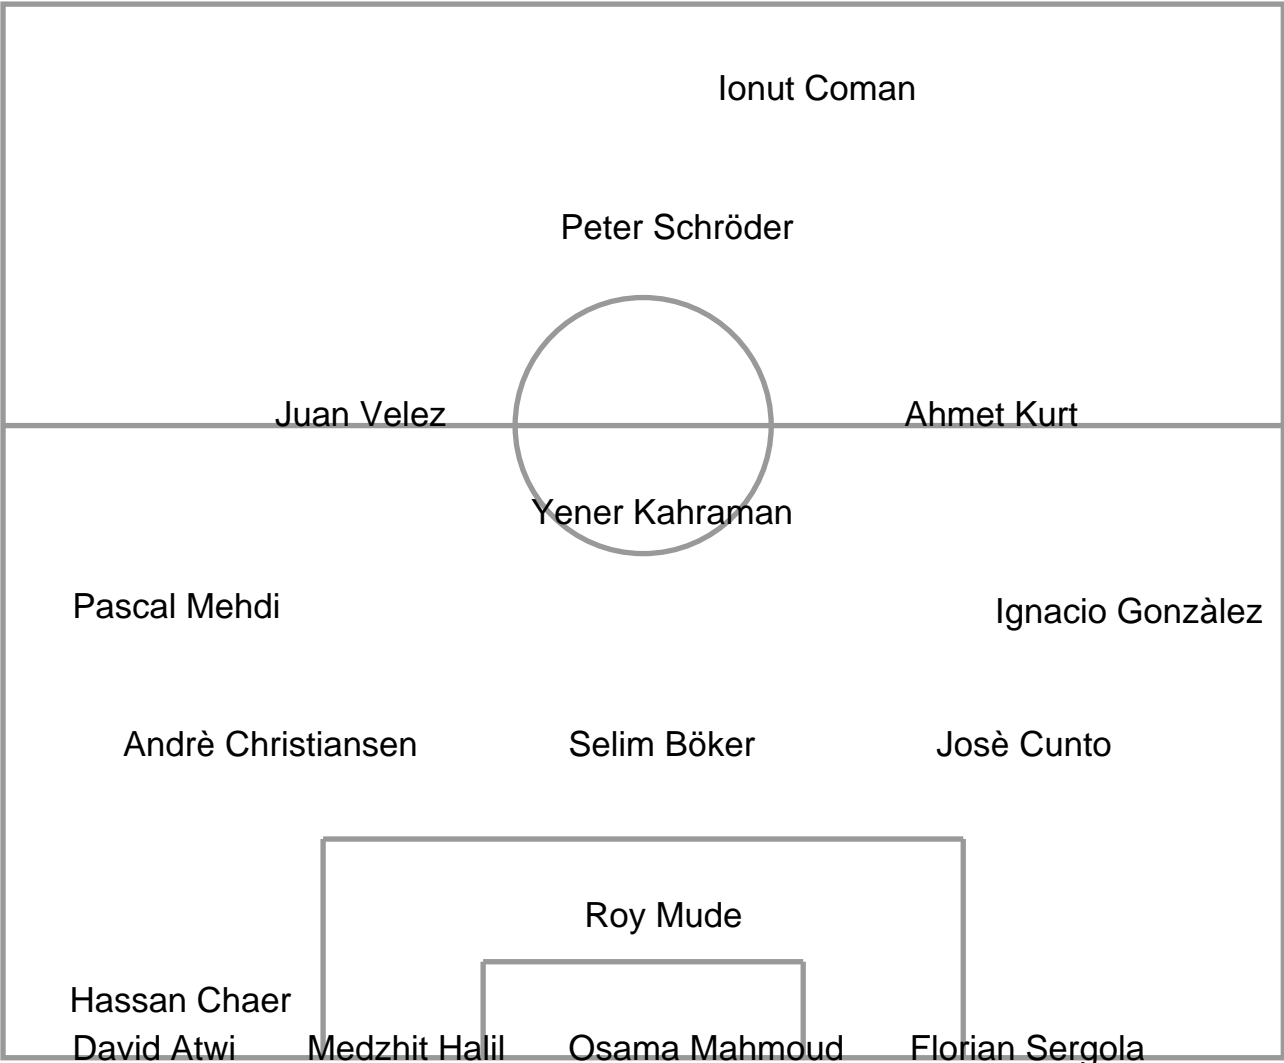 Ionut Coman
Peter Schröder
Juan Velez
Ahmet Kurt
Yener Kahraman
Pascal Mehdi
Ignacio Gonzàlez
Andrè Christiansen
Selim Böker
Josè Cunto
Roy Mude
Hassan Chaer
David Atwi
Medzhit Halil
Osama Mahmoud
Florian Sergola